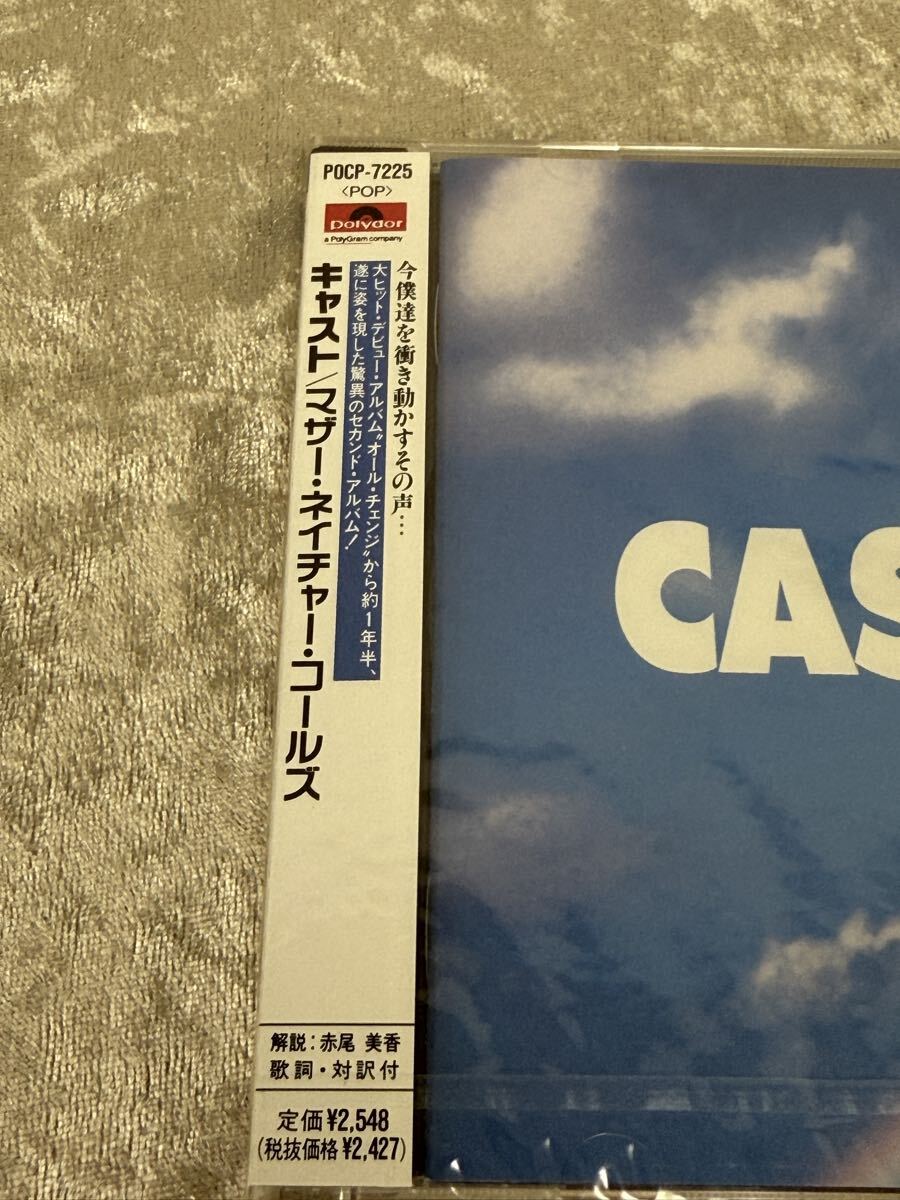 POCP-7225
〈POP〉
polydor
a PolyGram company
今僕達を衝き動かすその声…
大ヒット・デビュー・アルバム“オール・チェンジ”から約1年半、
遂に姿を現した驚異のセカンド・アルバム!
キャスト/マザー・ネイチャー・コールズ
解説:赤尾 美香
歌詞・対訳付
定価¥2,548
(税抜価格¥2,427)
CAS